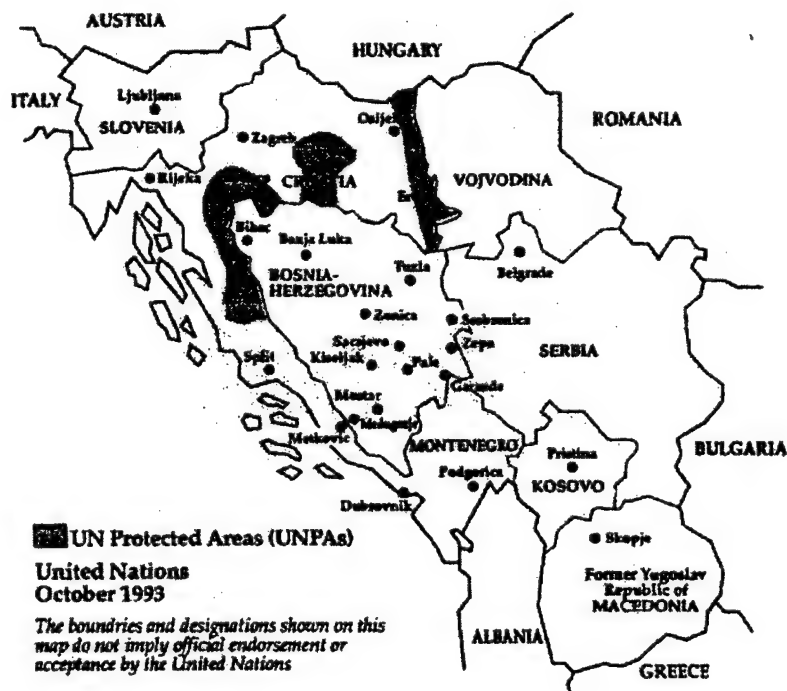 AUSTRIA
HUNGARY
ITALY
Ljubljana
SLOVENIA
ROMANIA
Zagreb
Rijeka
VOJVODINA
Bihac
Banja Luka
BOSNIA-
HERZEGOVINA
Tuzla
Belgrade
Zenica
Srebrenica
Sarajevo
Zepa
SERBIA
Kiseljak
Pale
Split
Mostar
Metkovic
MONTENEGRO
Pristina
KOSOVO
BULGARIA
Podgorica
Dubrovnik
UN Protected Areas (UNPAs)
Skopje
United Nations
October 1993
Former Yugoslav
Republic of
MACEDONIA
The boundries and designations shown on this
map do not imply official endorsement or
acceptance by the United Nations
ALBANIA
GREECE